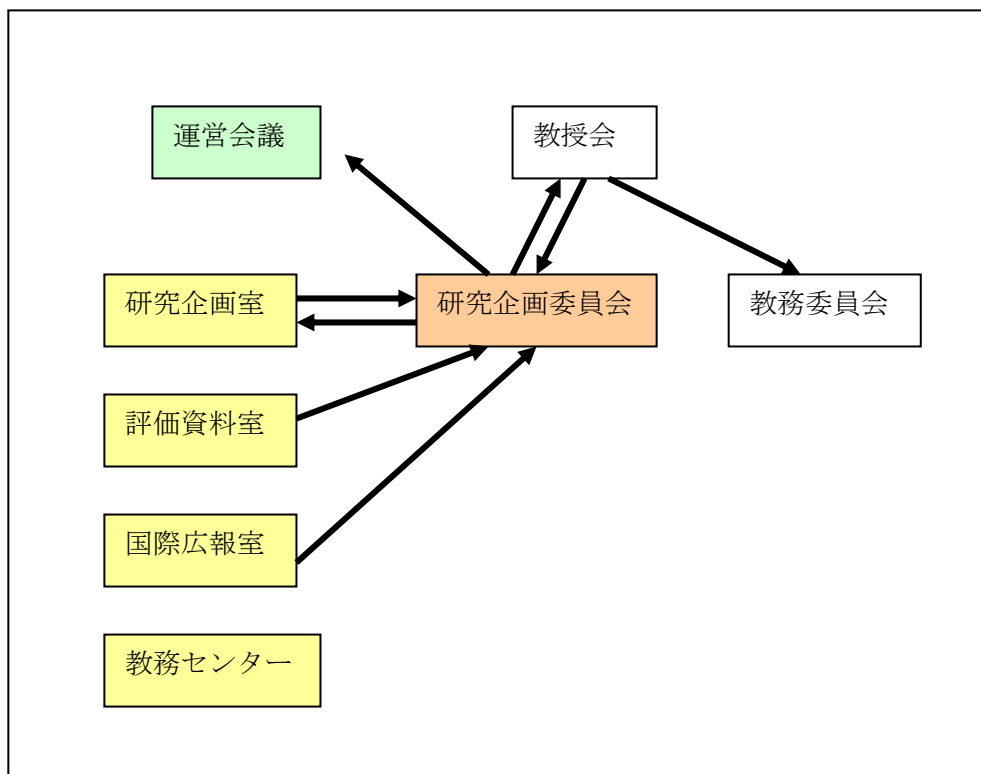 運営会議
教授会
研究企画室
研究企画委員会
教務委員会
評価資料室
国際広報室
教務センター